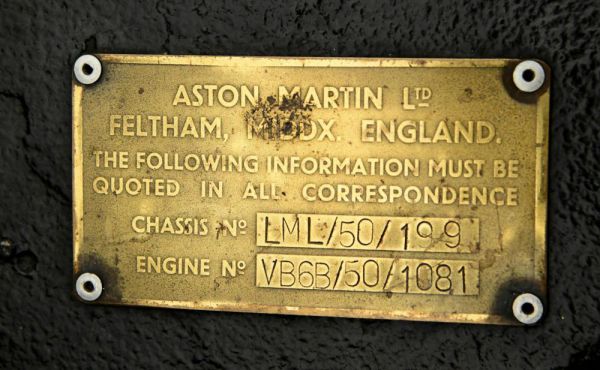 ASTON MARTIN LTD
FELTHAM, MIDDX. ENGLAND.
THE FOLLOWING INFORMATION MUST BE
QUOTED IN ALL CORRESPONDENCE
CHASSIS Nº LML/50/199
ENGINE Nº VB6B/50/1081